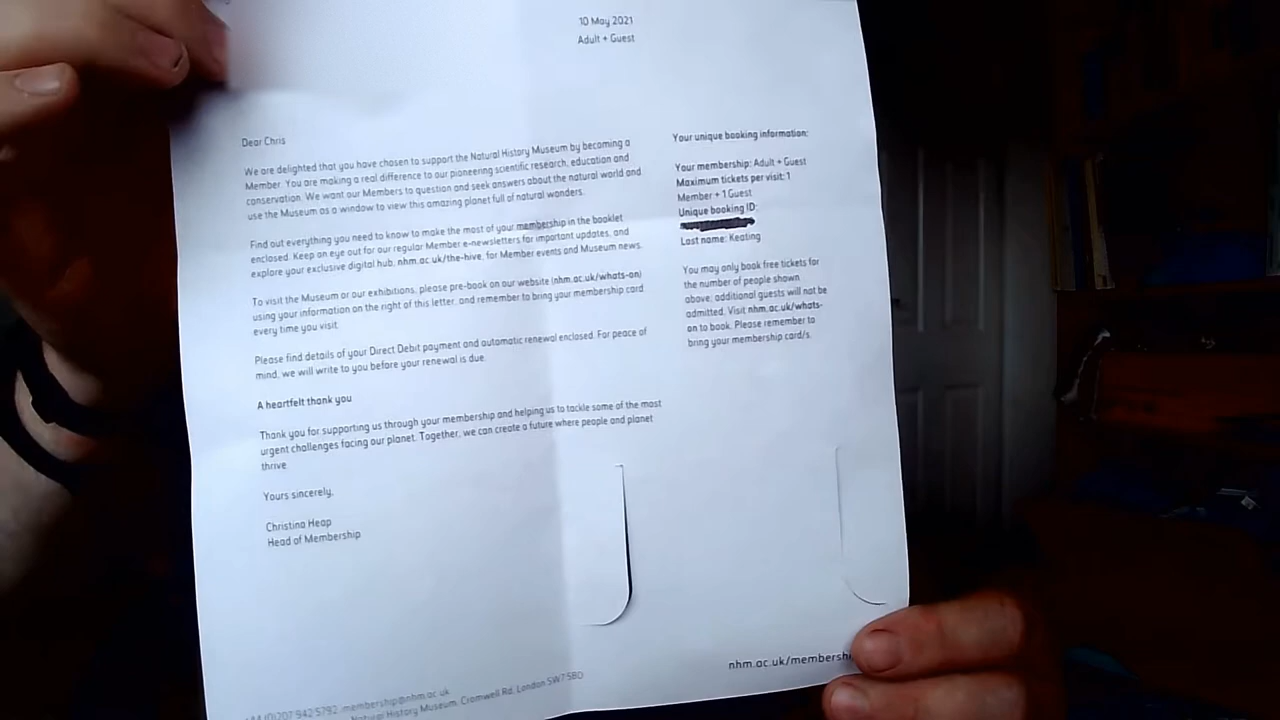 10 May 2021
Adult + Guest
Dear Chris
We are delighted that you have chosen to support the Natural History Museum by becoming a
Member. You are making a real difference to our pioneering scientific research, education and
conservation. We want our Members to question and seek answers about the natural world and
use the Museum as a window to view this amazing planet full of natural wonders.
Find out everything you need to know to make the most of your membership in the booklet
enclosed. Keep an eye out for our regular Member e-newsletters for important updates, and
explore your exclusive digital hub, nhm.ac.uk/the-hive, for Member events and Museum news.
To visit the Museum or our exhibitions, please pre-book on our website (nhm.ac.uk/whats-on)
using your information on the right of this letter, and remember to bring your membership card
every time you visit.
Please find details of your Direct Debit payment and automatic renewal enclosed. For peace of
mind, we will write to you before your renewal is due.
A heartfelt thank you
Thank you for supporting us through your membership and helping us to tackle some of the most
urgent challenges facing our planet. Together, we can create a future where people and planet
thrive.
Yours sincerely,
Christina Heap
Head of Membership
Your unique booking information:
Your membership: Adult + Guest
Maximum tickets per visit: 1
Member + 1 Guest
Unique booking ID:
Last name: Keating
You may only book free tickets for
the number of people shown
above; additional guests will not be
admitted. Visit nhm.ac.uk/whats-
on to book. Please remember to
bring your membership card/s.
(0)207 942 5792 membership@nhm.ac.uk
Natural History Museum, Cromwell Rd, London SW7 5BD
nhm.ac.uk/membershi